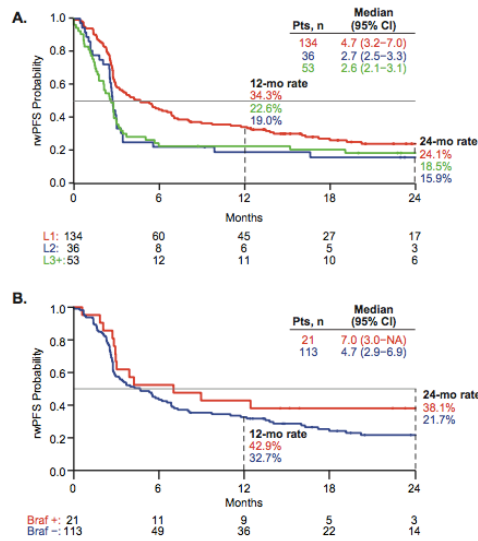 A.
Pts, n Median (95% CI)
134 4.7 (3.2−7.0)
36 2.7 (2.5−3.3)
53 2.6 (2.1−3.1)
1.0
0.8
0.6
0.4
0.2
0.0
rwPFS Probability
12-mo rate
34.3%
22.6%
19.0%
24-mo rate
24.1%
18.5%
15.9%
0 6 12 18 24
Months
L1: 134 60 45 27 17
L2: 36 8 6 5 3
L3+: 53 12 11 10 6
B.
Pts, n Median (95% CI)
21 7.0 (3.0−NA)
113 4.7 (2.9−6.9)
1.0
0.8
0.6
0.4
0.2
0.0
rwPFS Probability
24-mo rate
38.1%
21.7%
12-mo rate
42.9%
32.7%
0 6 12 18 24
Months
Braf +: 21 11 9 5 3
Braf −: 113 49 36 22 14